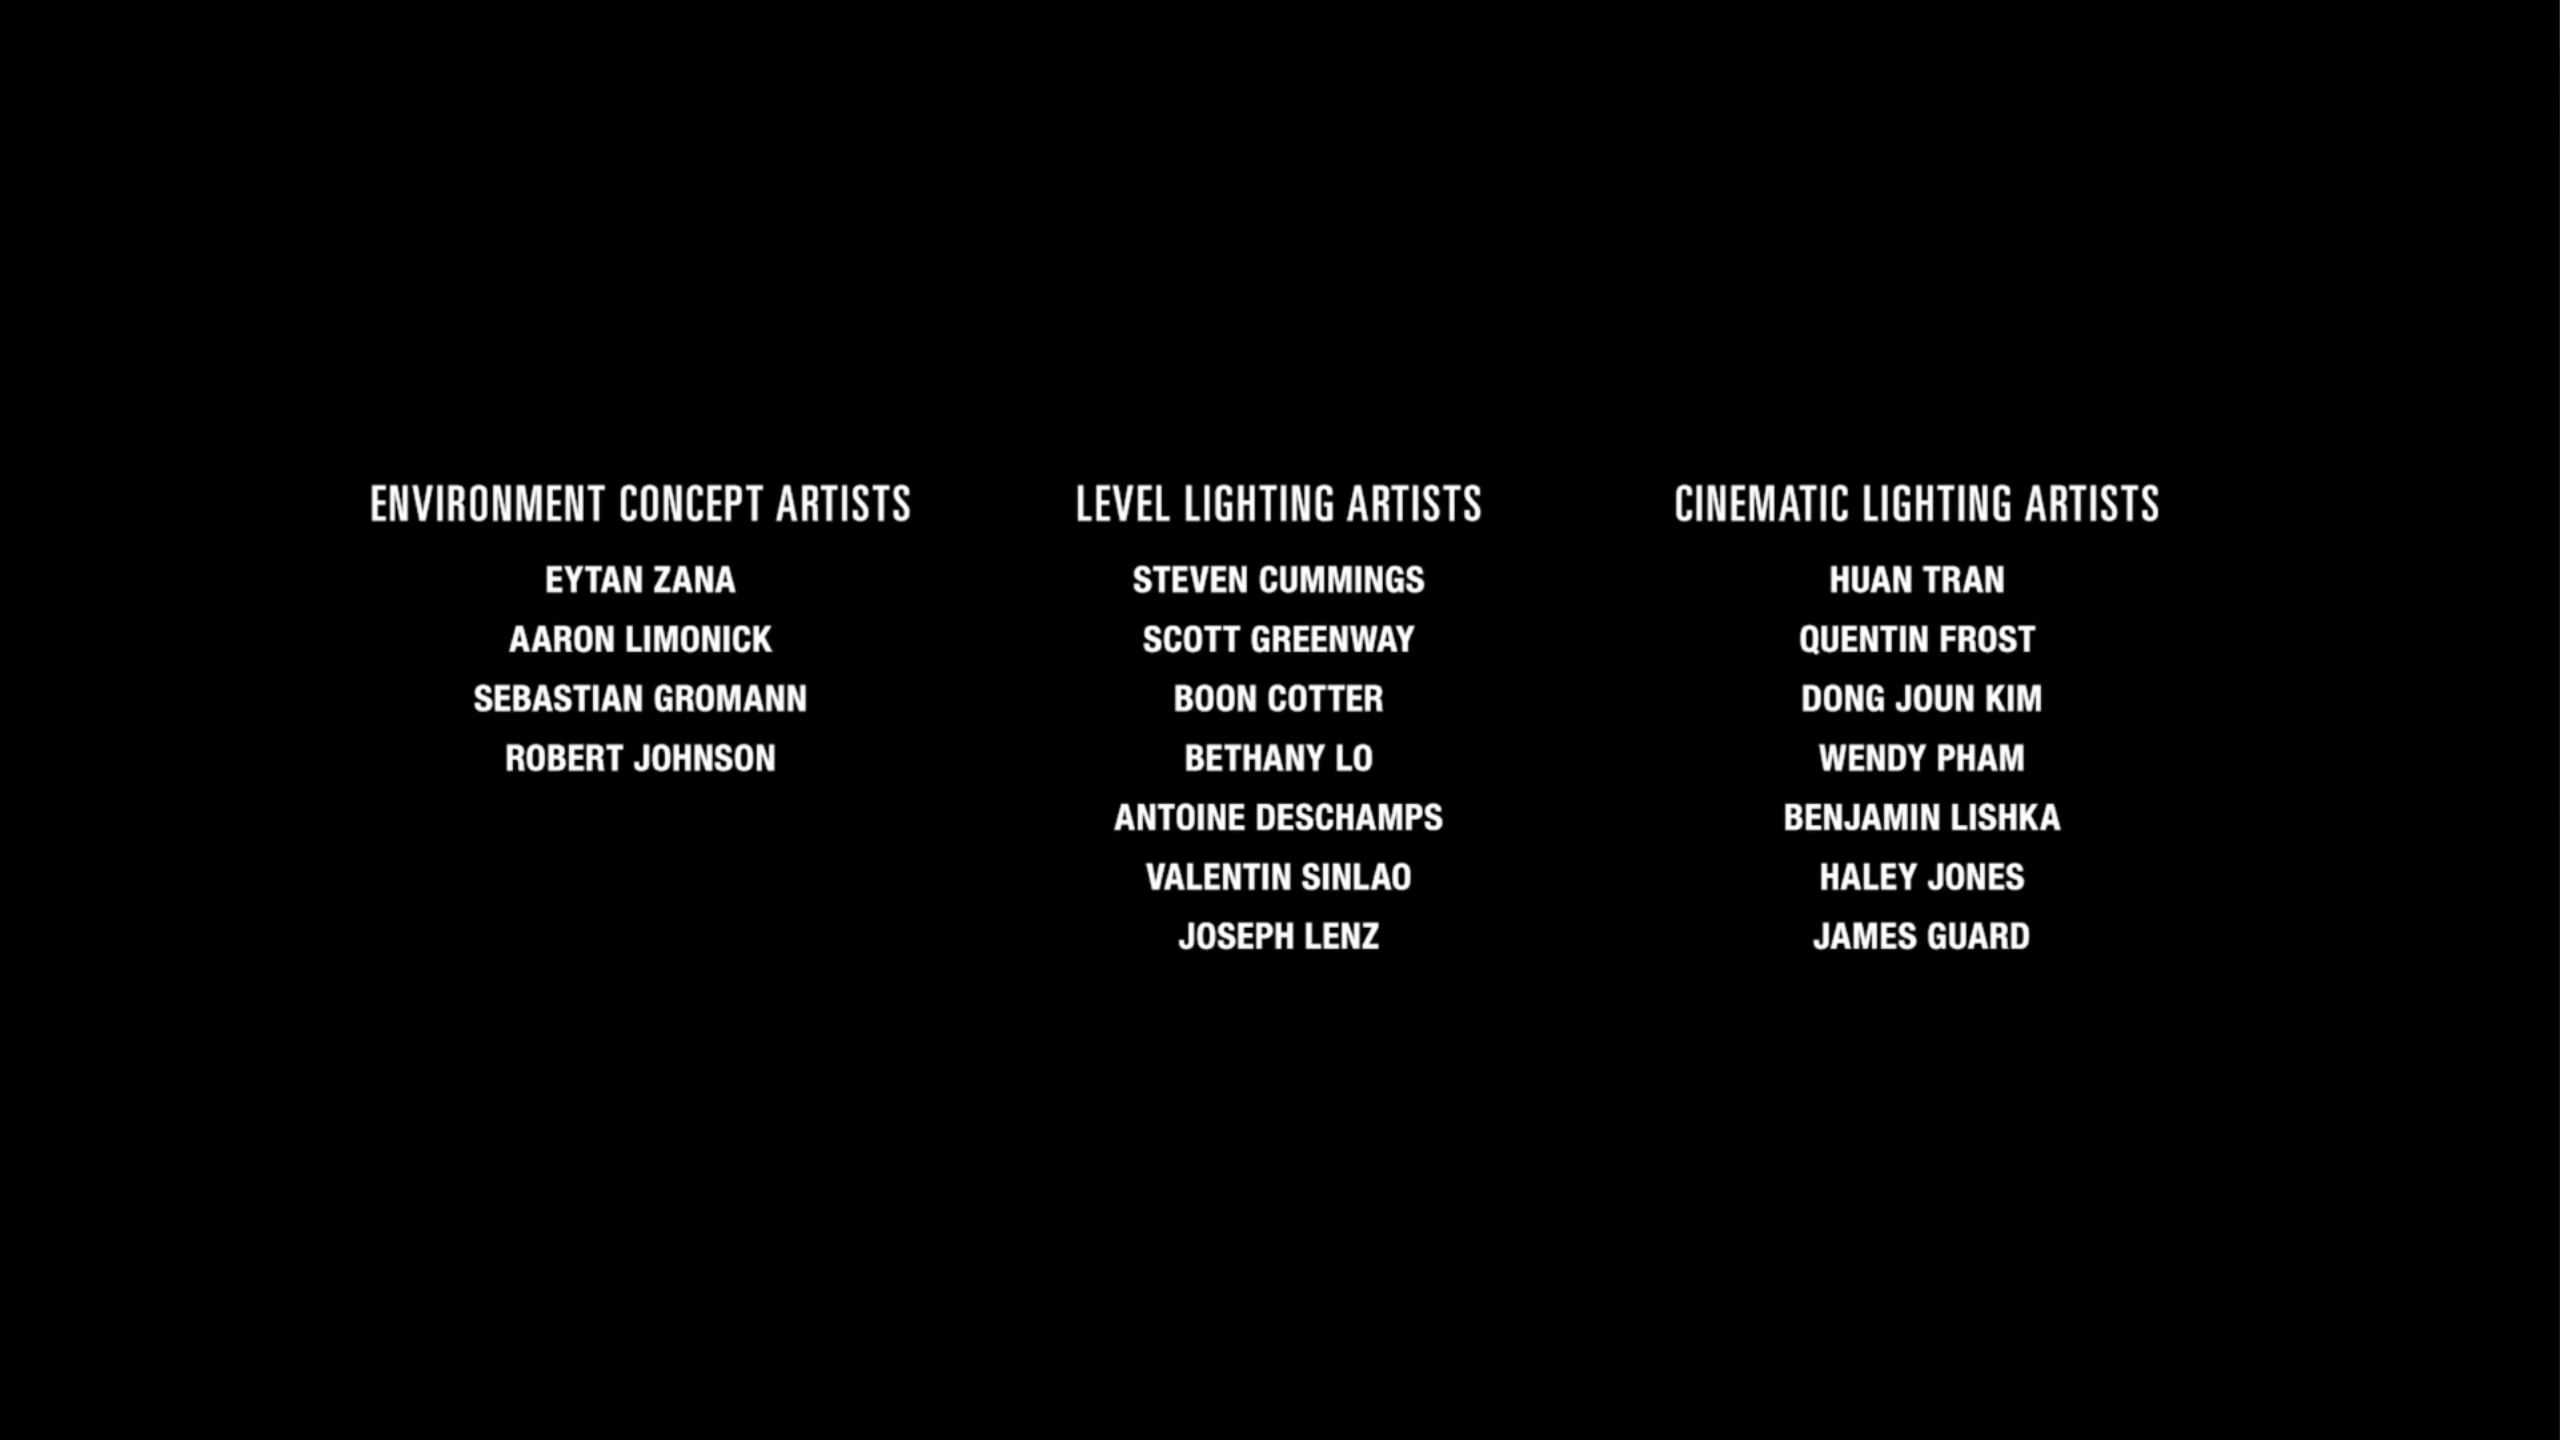 ENVIRONMENT CONCEPT ARTISTS
EYTAN ZANA
AARON LIMONICK
SEBASTIAN GROMANN
ROBERT JOHNSON
LEVEL LIGHTING ARTISTS
STEVEN CUMMINGS
SCOTT GREENWAY
BOON COTTER
BETHANY LO
ANTOINE DESCHAMPS
VALENTIN SINLAO
JOSEPH LENZ
CINEMATIC LIGHTING ARTISTS
HUAN TRAN
QUENTIN FROST
DONG JOUN KIM
WENDY PHAM
BENJAMIN LISHKA
HALEY JONES
JAMES GUARD